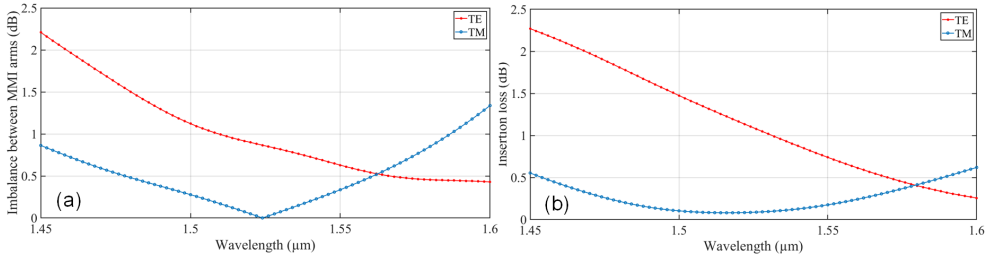 Imbalance between MMI arms (dB)
2.5
2
1.5
1
0.5
0
1.45
1.5
1.55
1.6
Wavelength (µm)
TE
TM
(a)
Insertion loss (dB)
2.5
2
1.5
1
0.5
0
1.45
1.5
1.55
1.6
Wavelength (µm)
TE
TM
(b)